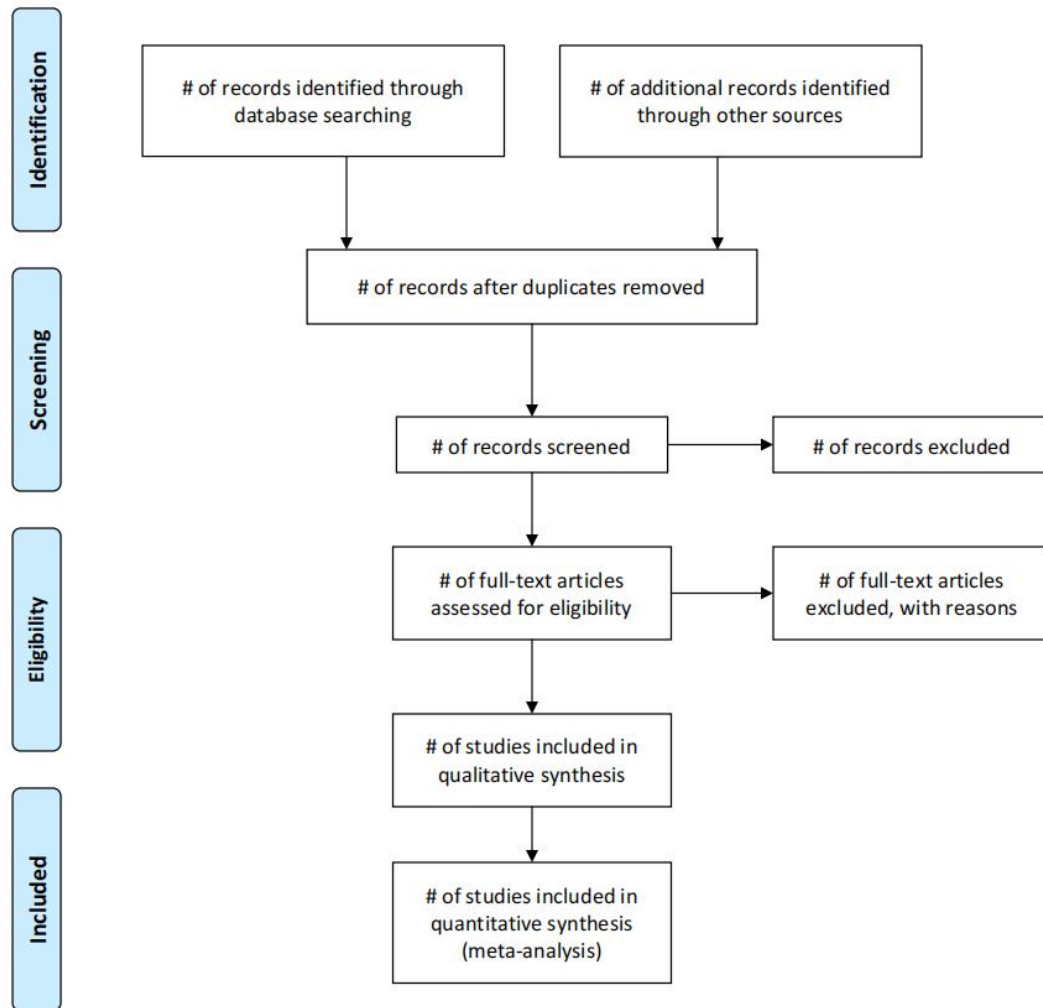 Identification
# of records identified through
database searching
# of additional records identified
through other sources
Screening
# of records after duplicates removed
# of records screened
# of records excluded
Eligibility
# of full-text articles
assessed for eligibility
# of full-text articles
excluded, with reasons
# of studies included in
qualitative synthesis
Included
# of studies included in
quantitative synthesis
(meta-analysis)